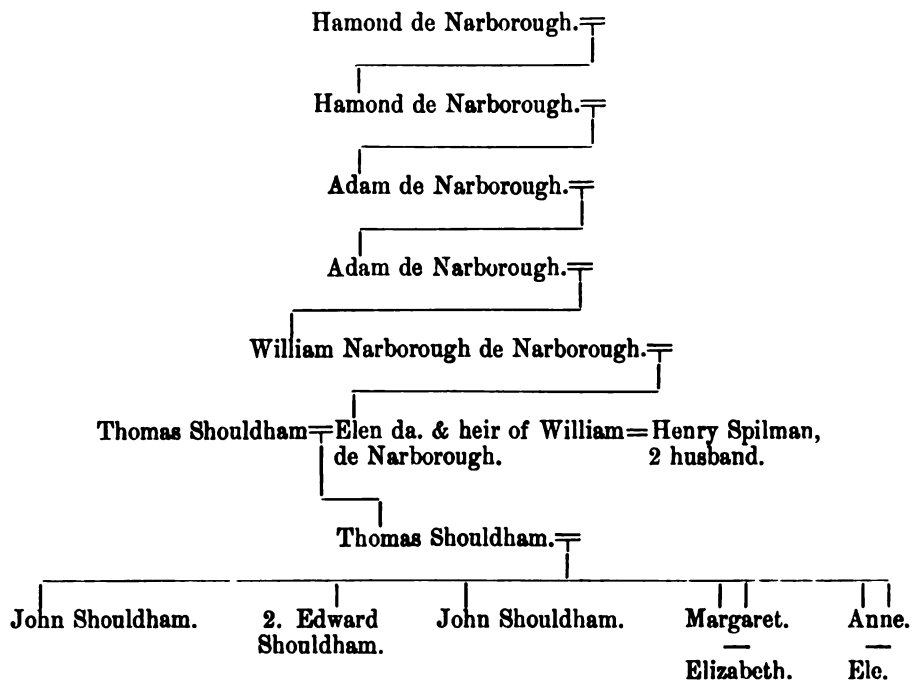 Hamond de Narborough.
Hamond de Narborough.
Adam de Narborough.
Adam de Narborough.
William Narborough de Narborough.
Thomas Shouldham=Elen da. & heir of William=Henry Spilman,
de Narborough. 2 husband.
Thomas Shouldham.
John Shouldham. 2. Edward John Shouldham. Margaret. Anne.
Shouldham.
Elizabeth. Ele.